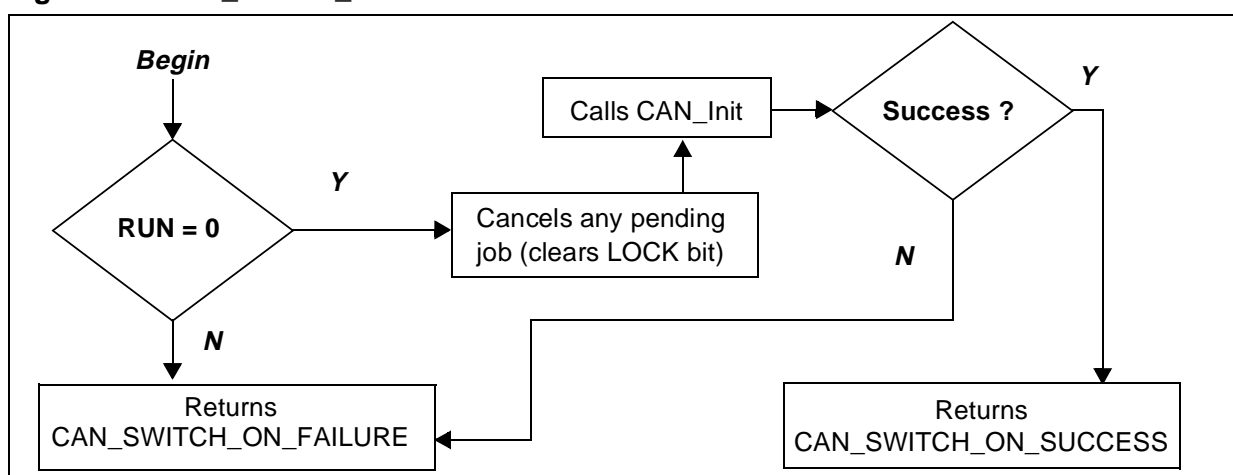 Begin
RUN = 0
Y
N
Cancels any pending
job (clears LOCK bit)
Calls CAN_Init
Success ?
Y
N
Returns
CAN_SWITCH_ON_FAILURE
Returns
CAN_SWITCH_ON_SUCCESS